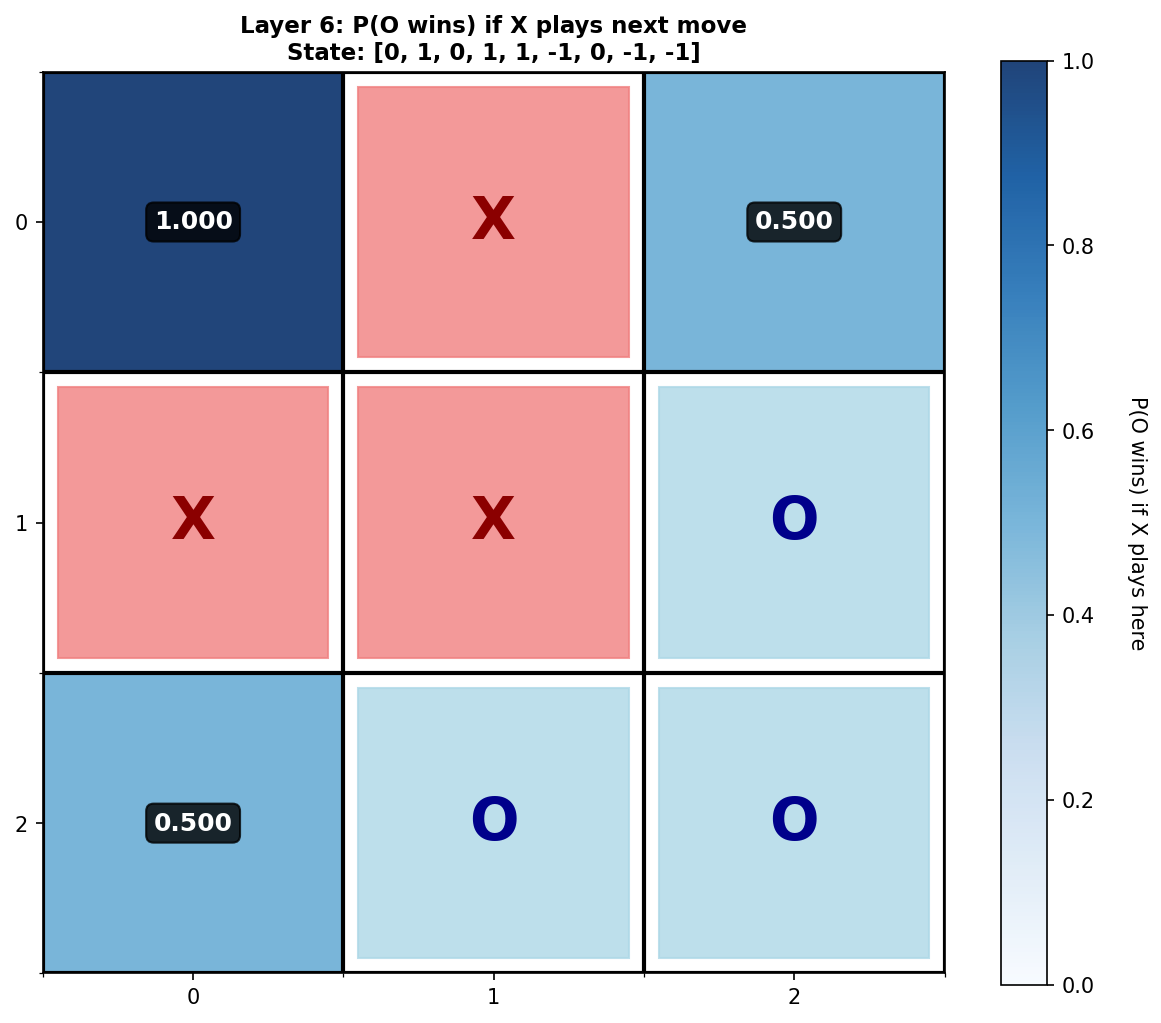 Layer 6: P(O wins) if X plays next move
State: [0, 1, 0, 1, 1, -1, 0, -1, -1]
1.000
X
0.500
X
X
O
0.500
O
O
0
1
2
0
1
2
1.0
0.8
0.6
0.4
0.2
0.0
P(O wins) if X plays here